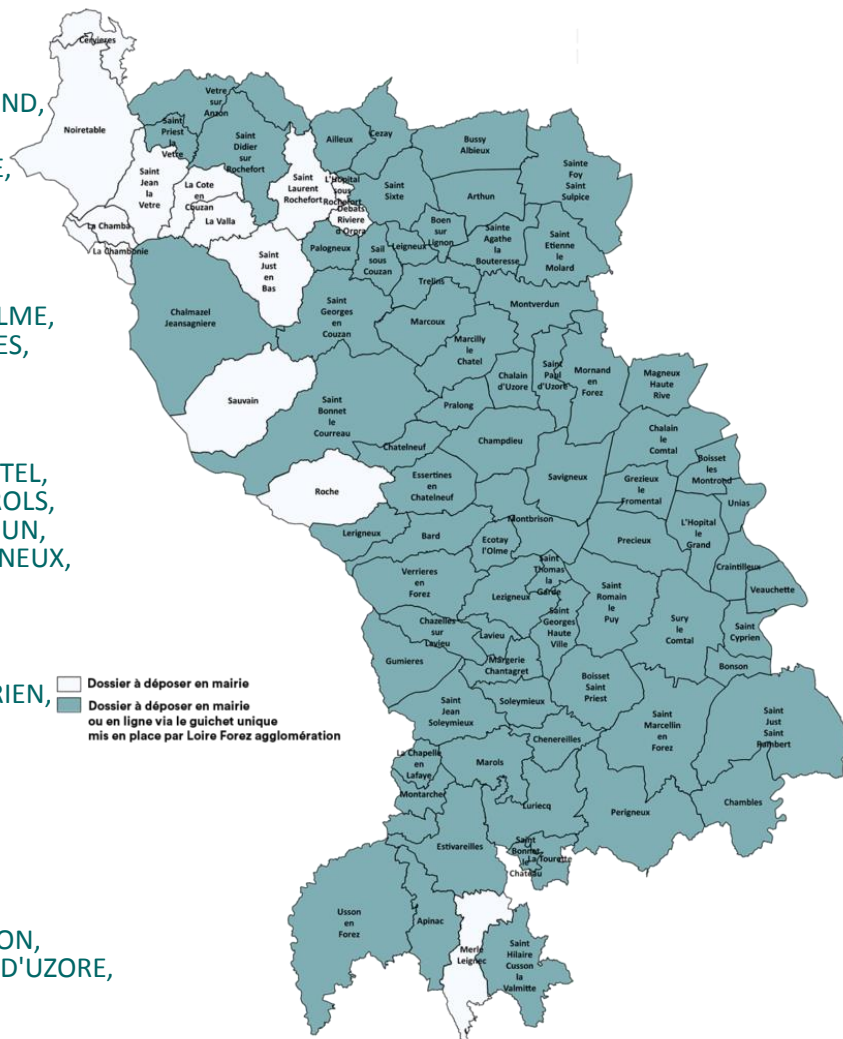 OND,
E,
LME,
ES,
TEL,
ROLS,
UN,
NEUX,
RIEN,
ON,
D'UZORE,
Cervieres
Noiretable
Vetre
sur
Anzon
Saint
Priest
la
Vetre
Saint
Didier
sur
Rochefort
Ailleux
Cezay
Bussy
Albieux
Sainte
Foy
Saint
Sulpice
Saint
Jean
la
Vetre
La Cote
en
Couzan
La Valla
Saint
Laurent
Rochefort
L'Hopital
sous
Rochefort
Debats
Riviere
d'Orpra
Saint
Sixte
Arthun
La Chamba
La Chambonie
Saint
Just
en
Bas
Palogneux
Sail
sous
Couzan
Leigneux
Boen
sur
Lignon
Sainte
Agathe
la
Bouteresse
Saint
Etienne
le
Molard
Chalmazel
Jeansagniere
Saint
Georges
en
Couzan
Trelins
Marcoux
Montverdun
Marcilly
le
Chatel
Chalain
d'Uzore
Saint
Paul
d'Uzore
Mornand
en
Forez
Magneux
Haute
Rive
Sauvain
Saint
Bonnet
le
Courreau
Pralong
Chatelneuf
Champdieu
Chalain
le
Comtal
Boisset
les
Montrond
Roche
Essertines
en
Chatelneuf
Savigneux
Grezieux
le
Fromental
Unias
Lerigneux
Bard
Montbrison
Ecotay
l'Olme
Precieux
L'Hopital
le
Grand
Craintilleux
Veauchette
Verrieres
en
Forez
Lezigneux
Saint
Thomas
la
Garde
Saint
Romain
le
Puy
Sury
le
Comtal
Saint
Cyprien
Chazelles
sur
Lavieu
Lavieu
Saint
Georges
Haute
Ville
Bonson
Gumieres
Margerie
Chantagret
Boisset
Saint
Priest
Saint
Jean
Soleymieux
Soleymieux
Saint
Marcellin
en
Forez
Saint
Just
Saint
Rambert
Chenereilles
La Chapelle
en
Lafaye
Marols
Montarcher
Luriecq
Perigneux
Chambles
Estivareilles
Saint
Bonnet
le
Chateau
La Tourette
Usson
en
Forez
Apinac
Merle
Leignec
Saint
Hilaire
Cusson
la
Valmitte
Dossier à déposer en mairie
Dossier à déposer en mairie
ou en ligne via le guichet unique
mis en place par Loire Forez agglomération